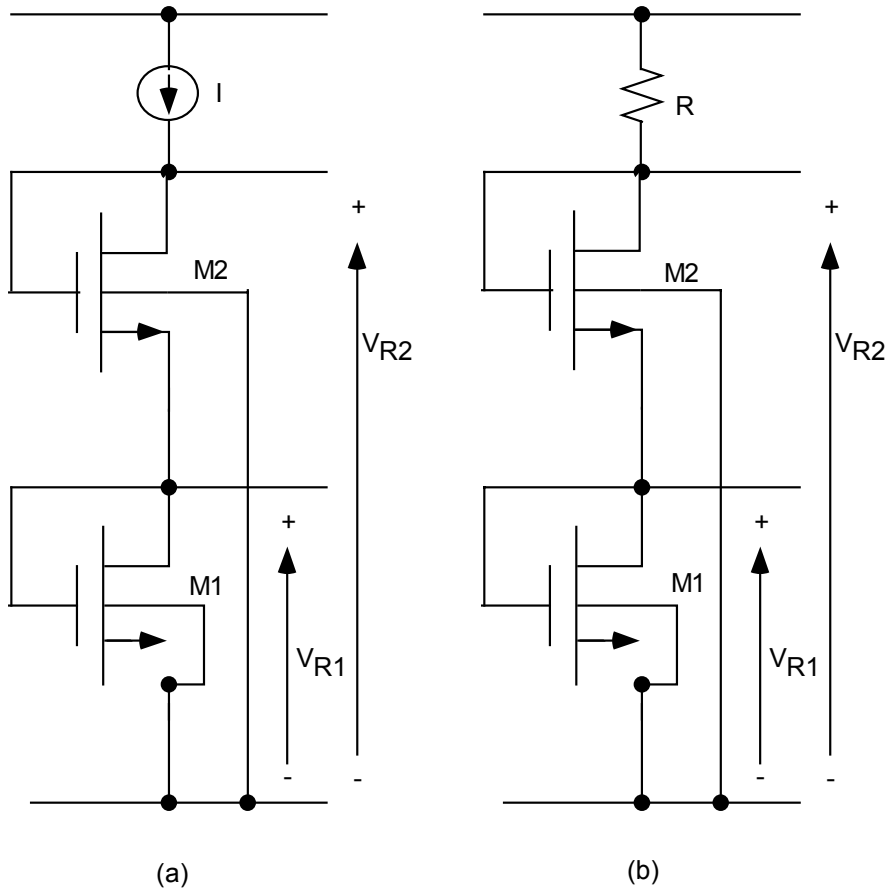 I
R
+
+
M2
M2
V_R2
V_R2
+
+
M1
M1
V_R1
V_R1
-
-
-
-
(a)
(b)